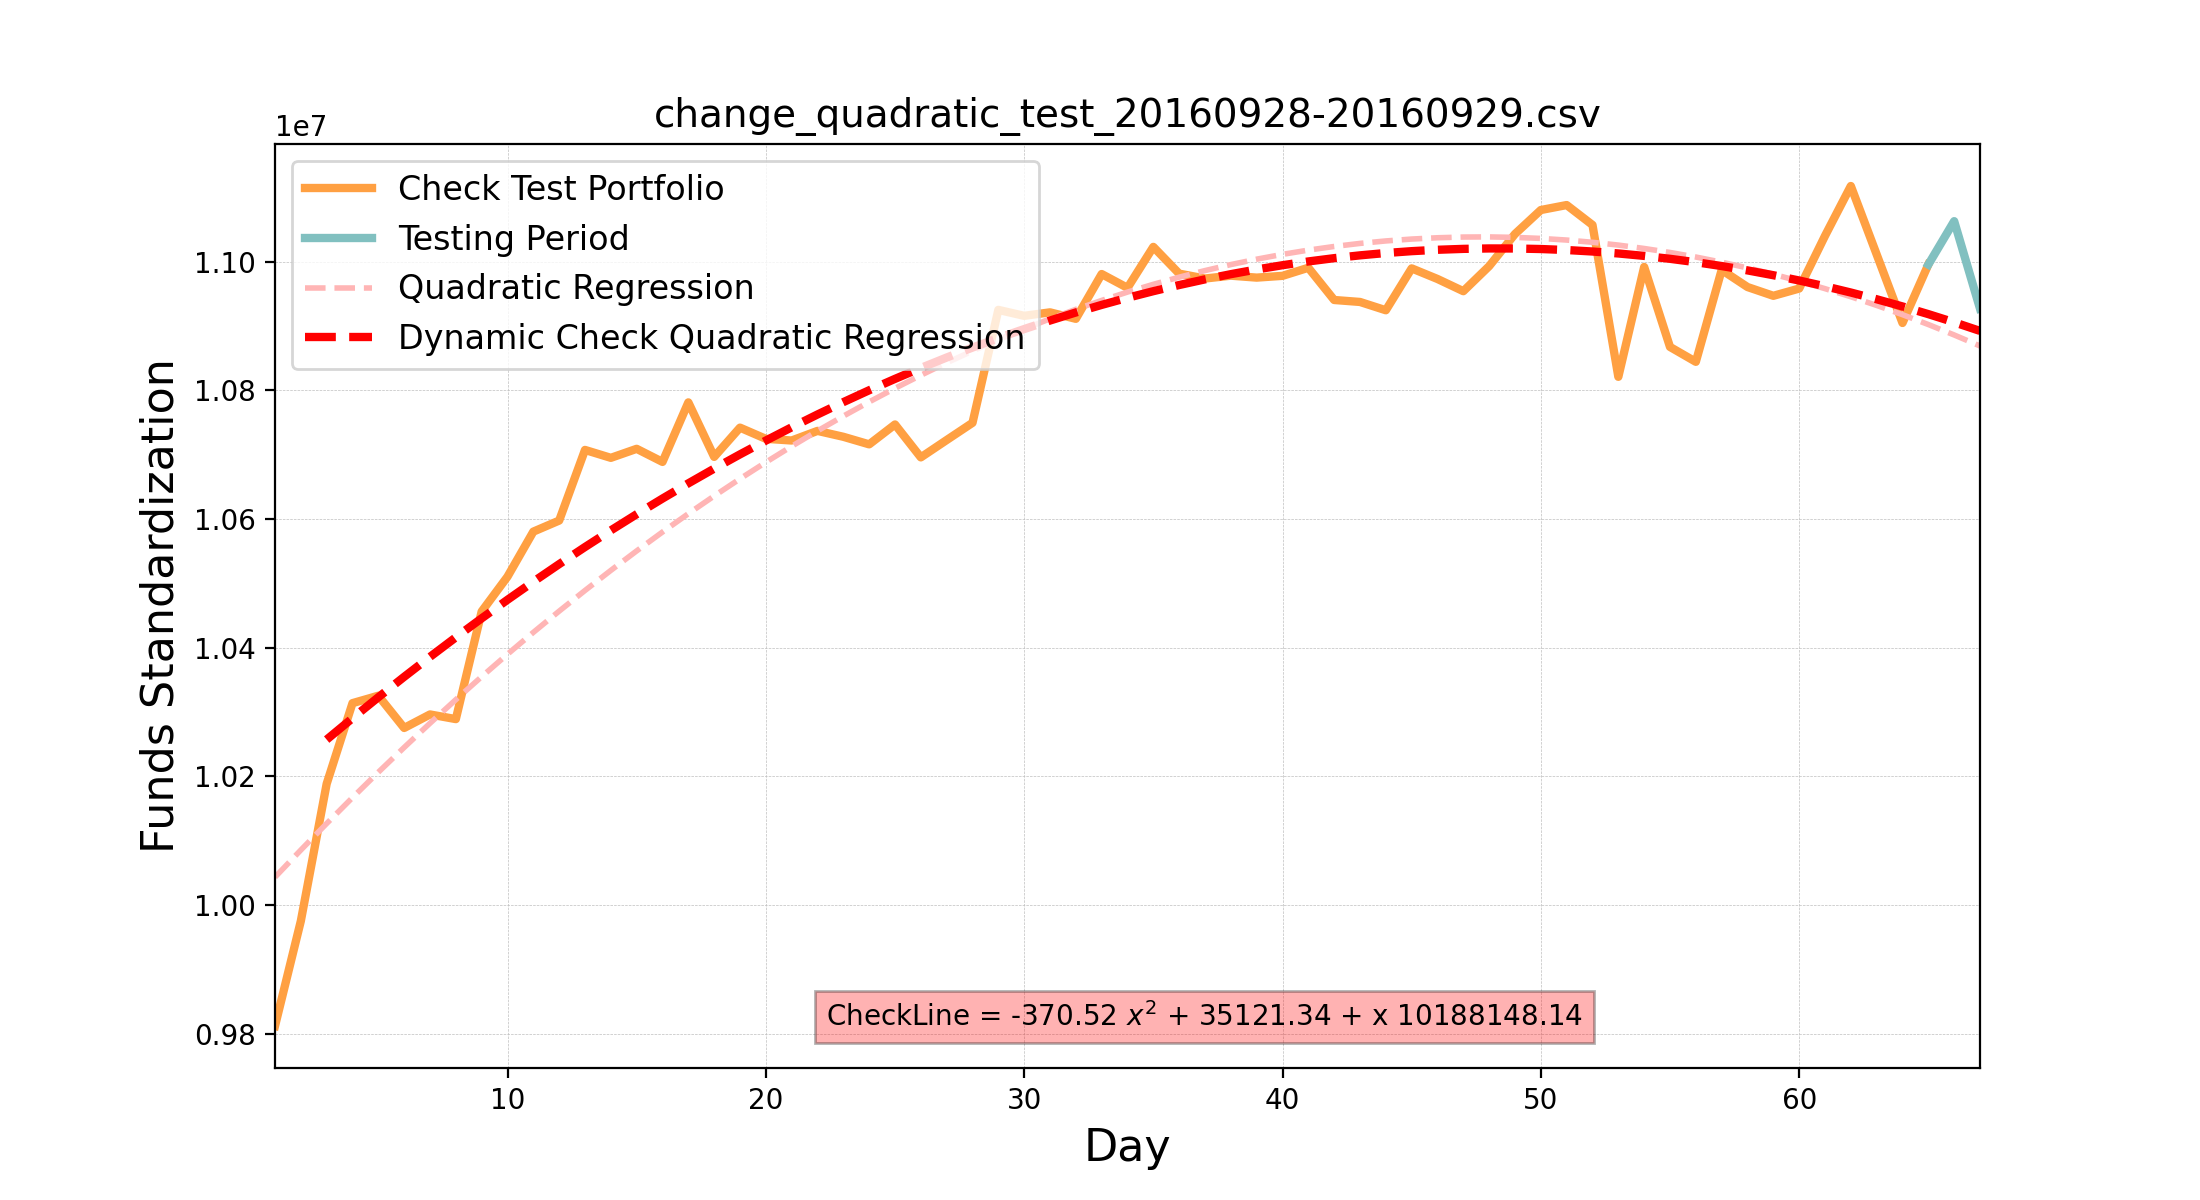 change_quadratic_test_20160928-20160929.csv
1e7
Check Test Portfolio
Testing Period
Quadratic Regression
Dynamic Check Quadratic Regression
1.10
1.08
1.06
1.04
1.02
1.00
0.98
Funds Standardization
CheckLine = -370.52 x² + 35121.34 + x 10188148.14
10 20 30 40 50 60
Day